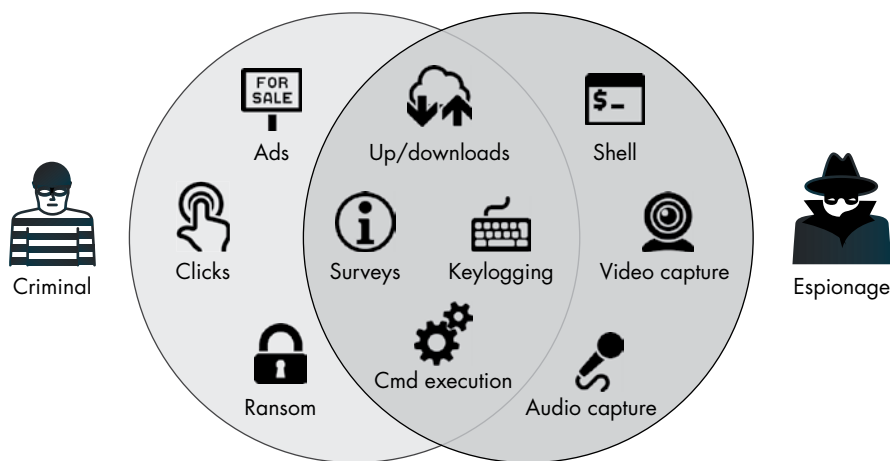 FOR
SALE
$_
Ads
Up/downloads
Shell
Criminal
Clicks
Surveys
Keylogging
Video capture
Espionage
Ransom
Cmd execution
Audio capture